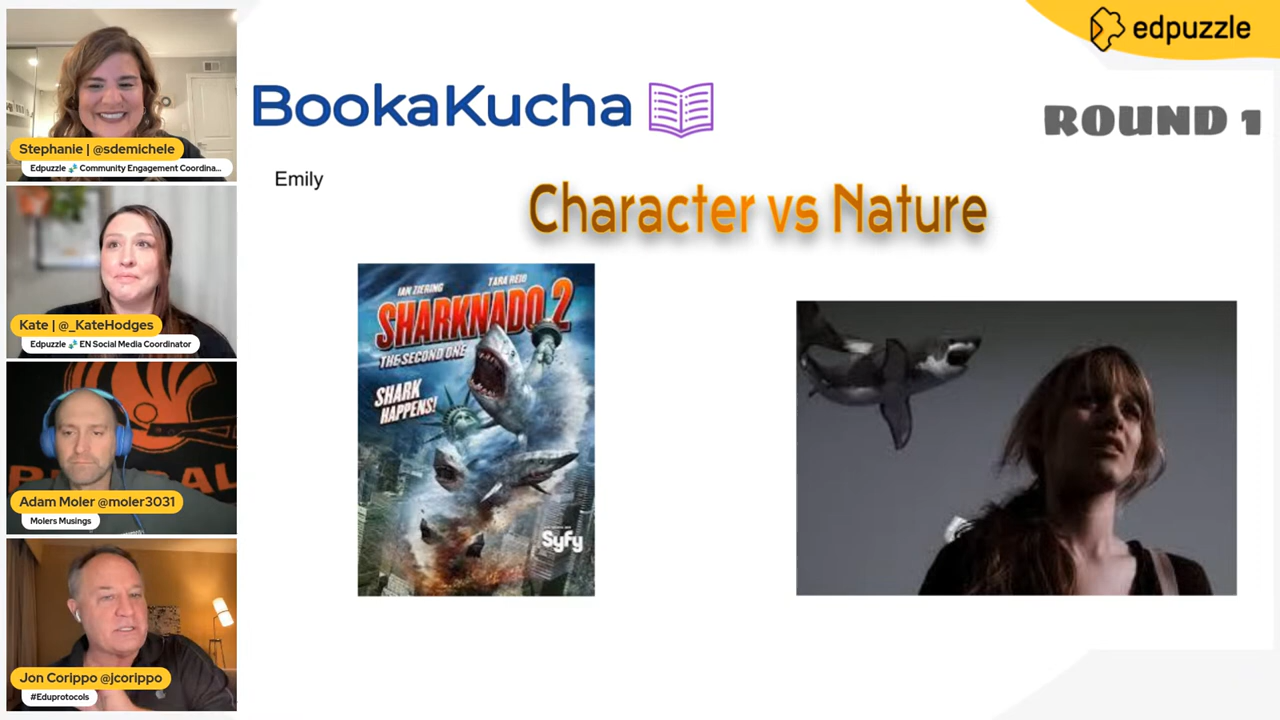 edpuzzle
BookaKucha
ROUND 1
Stephanie | @sdemichele
Edpuzzle Community Engagement Coordina...
Emily
Character vs Nature
IAN ZIERING
TARA REID
SHARKNADO 2
THE SECOND ONE
SHARK
HAPPENS!
Syfy
Kate | @_KateHodges
Edpuzzle EN Social Media Coordinator
Adam Moler @moler3031
Molers Musings
Jon Corippo @jcorippo
#Eduprotocols